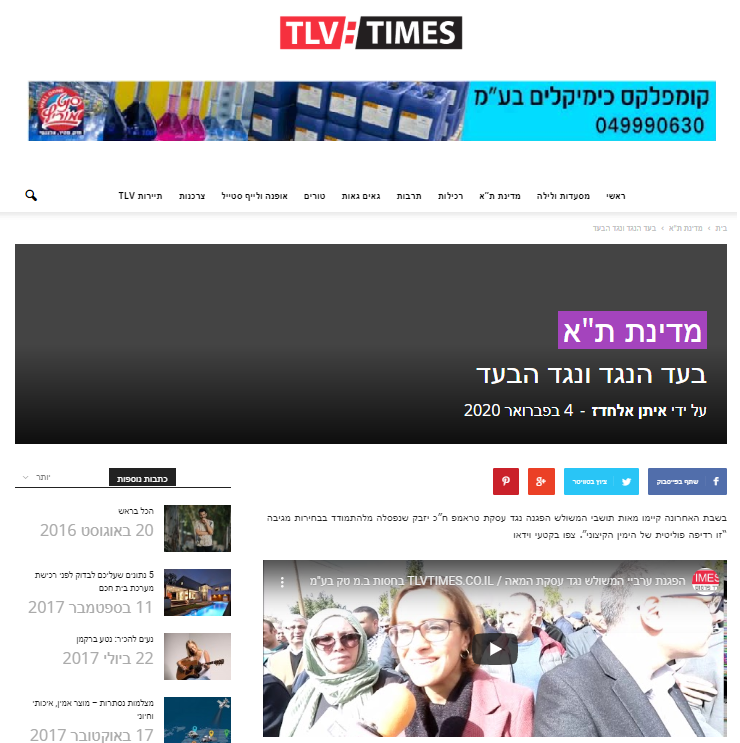 TLV:TIMES
קומפלקס כימיקלים בע"מ
049990630
ראשי
מסעדות ולילה
מדינת ת"א
רכילות
תרבות
גאים גאות
טורים
אופנה ולייף סטייל
צרכנות
תיירות TLV
בית › מדינת ת"א › בעד הנגד ונגד הבעד
מדינת ת"א
בעד הנגד ונגד הבעד
על ידי איתן אלחדז - 4 בפברואר 2020
שתף בפייסבוק
ציוץ בטוויטר
בשבת האחרונה קיימו מאות תושבי המשולש הפגנה נגד עסקת טראמפ ח"כ יזבק שנפסלה מלהתמודד בבחירות מגיבה
"זו רדיפה פוליטית של הימין הקיצוני". צפו בקטעי וידאו
הפגנת ערביי המשולש נגד עסקת המאה / TLVTIMES.CO.IL בחסות ב.מ טק בע"מ
IMES
כתבות נוספות
יותר
הכל בראש
20 באוגוסט 2016
5 נתונים שעליכם לבדוק לפני רכישת
מערכת בית חכם
11 בספטמבר 2017
נעים להכיר: נטע ברקמן
22 ביולי 2017
מצלמות נסתרות – מוצר אמין, איכותי
וחיוני
17 באוקטובר 2017